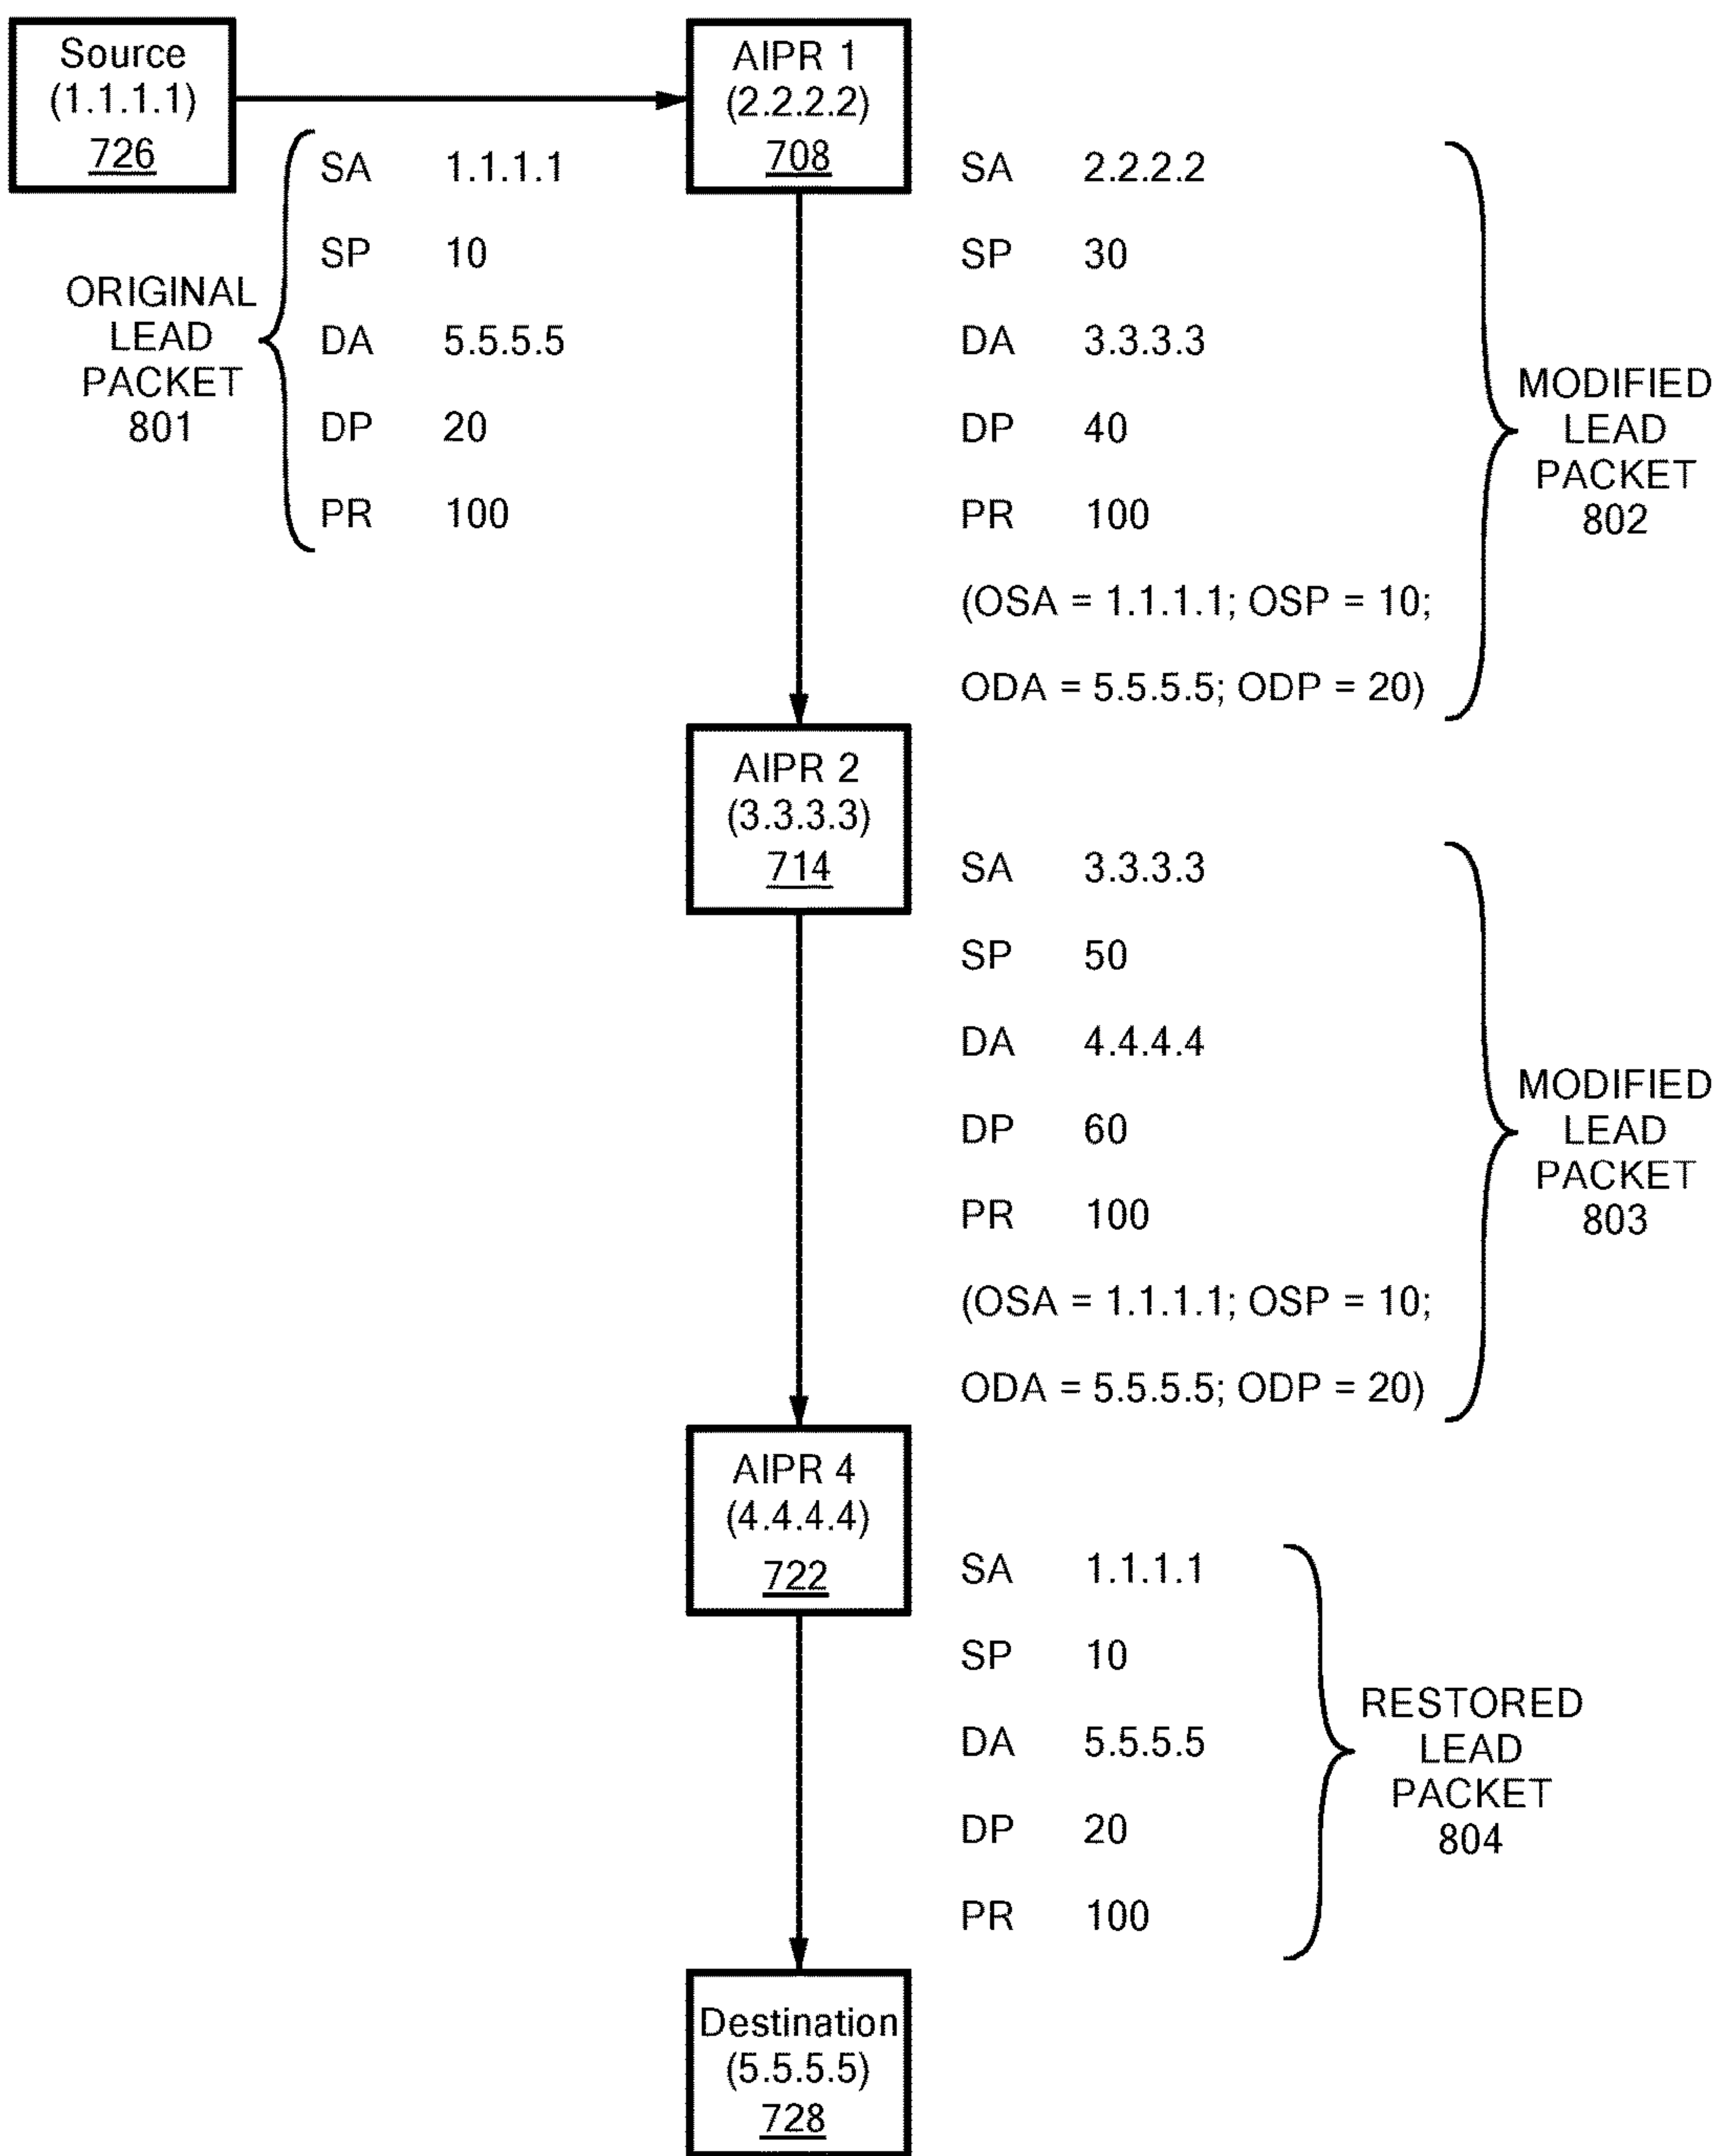 Source
(1.1.1.1)
726
AIPR 1
(2.2.2.2)
708
ORIGINAL
LEAD
PACKET
801
SA 1.1.1.1
SP 10
DA 5.5.5.5
DP 20
PR 100
SA 2.2.2.2
SP 30
DA 3.3.3.3
DP 40
PR 100
(OSA = 1.1.1.1; OSP = 10;
ODA = 5.5.5.5; ODP = 20)
MODIFIED
LEAD
PACKET
802
AIPR 2
(3.3.3.3)
714
SA 3.3.3.3
SP 50
DA 4.4.4.4
DP 60
PR 100
(OSA = 1.1.1.1; OSP = 10;
ODA = 5.5.5.5; ODP = 20)
MODIFIED
LEAD
PACKET
803
AIPR 4
(4.4.4.4)
722
SA 1.1.1.1
SP 10
DA 5.5.5.5
DP 20
PR 100
RESTORED
LEAD
PACKET
804
Destination
(5.5.5.5)
728